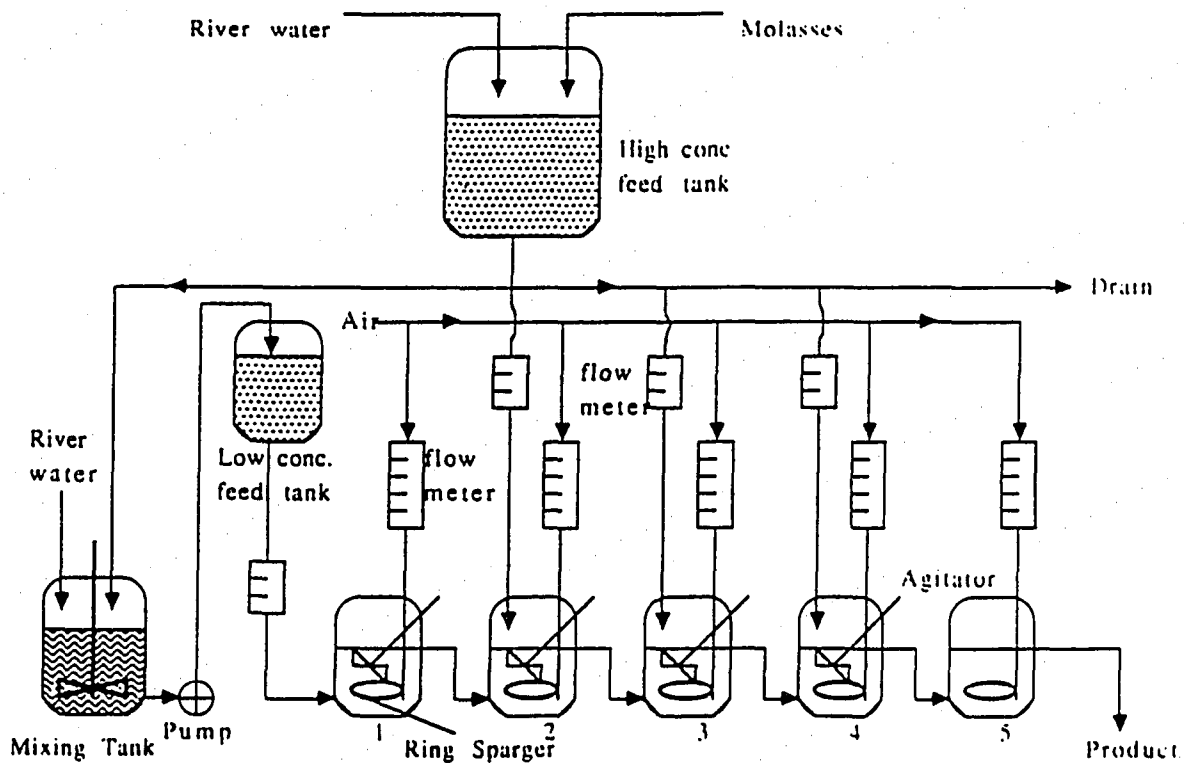 River water
Molasses
High conc
feed tank
Drain
Air
flow
meter
River
water
Low conc.
feed tank
flow
meter
Agitator
Mixing Tank
Pump
1
2
3
4
5
Ring Sparger
Product